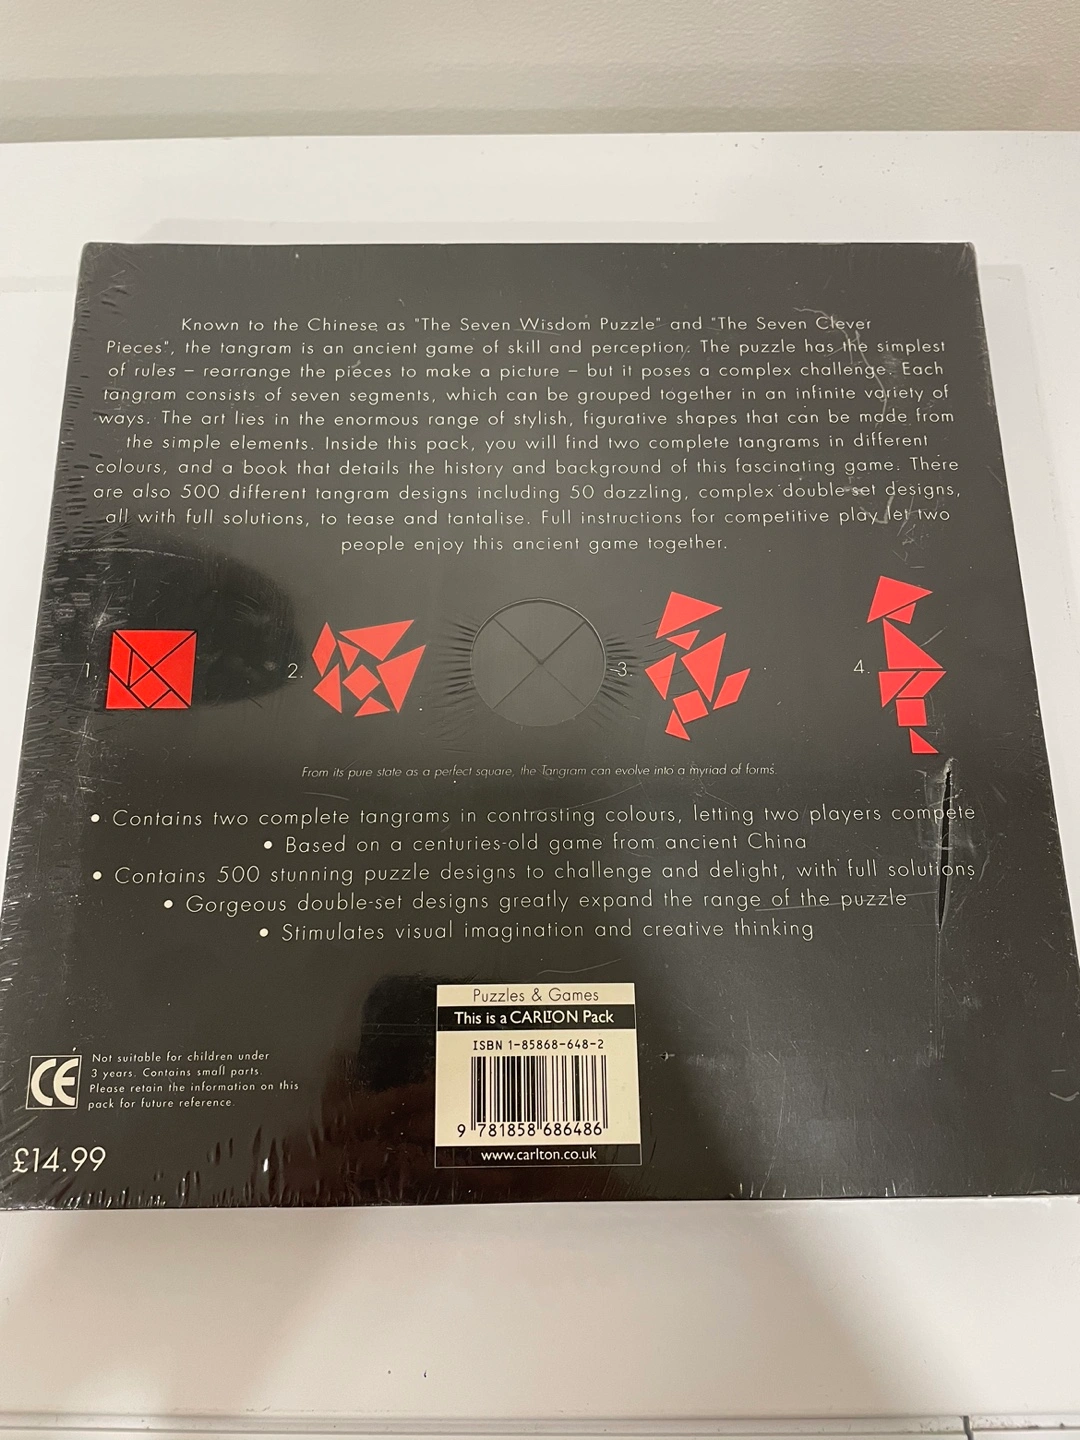 Known to the Chinese as "The Seven Wisdom Puzzle" and "The Seven Clever
Pieces", the tangram is an ancient game of skill and perception. The puzzle has the simplest
of rules – rearrange the pieces to make a picture – but it poses a complex challenge. Each
tangram consists of seven segments, which can be grouped together in an infinite variety of
ways. The art lies in the enormous range of stylish, figurative shapes that can be made from
the simple elements. Inside this pack, you will find two complete tangrams in different
colours, and a book that details the history and background of this fascinating game. There
are also 500 different tangram designs including 50 dazzling, complex double-set designs,
all with full solutions, to tease and tantalise. Full instructions for competitive play let two
people enjoy this ancient game together.
1. 2. 3. 4.
From its pure state as a perfect square, the Tangram can evolve into a myriad of forms.
• Contains two complete tangrams in contrasting colours, letting two players compete
• Based on a centuries-old game from ancient China
• Contains 500 stunning puzzle designs to challenge and delight, with full solutions
• Gorgeous double-set designs greatly expand the range of the puzzle
• Stimulates visual imagination and creative thinking
Puzzles & Games
This is a CARLTON Pack
ISBN 1-85868-648-2
9 781858 686486
www.carlton.co.uk
CE
Not suitable for children under
3 years. Contains small parts.
Please retain the information on this
pack for future reference.
£14.99